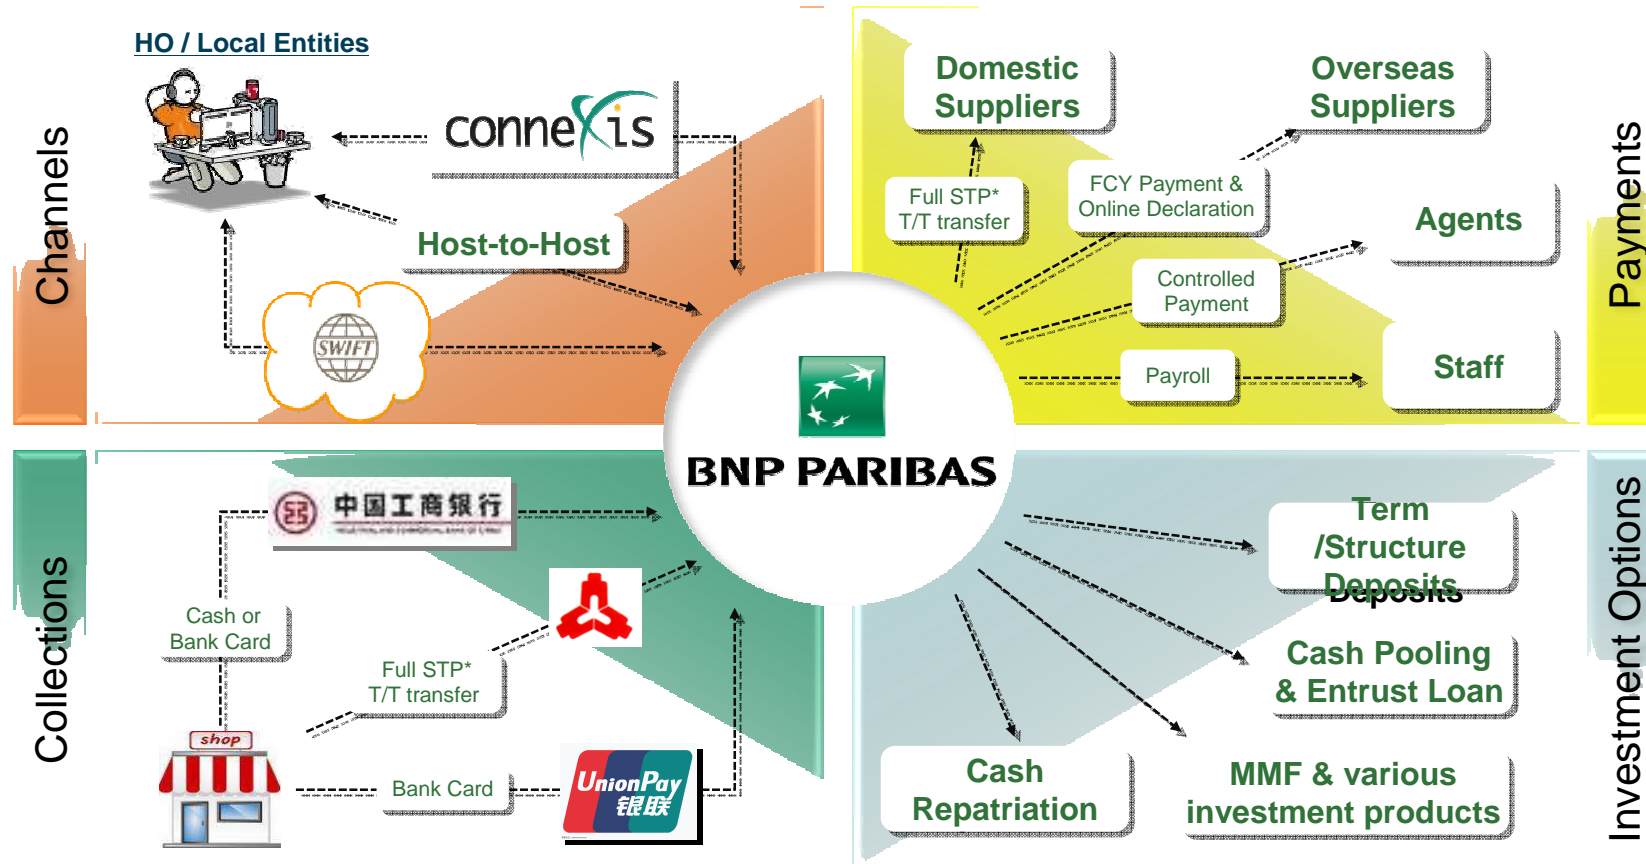 HO / Local Entities
conneXis
Host-to-Host
SWIFT
Channels
Domestic
Suppliers
Overseas
Suppliers
Full STP*
T/T transfer
FCY Payment &
Online Declaration
Agents
Controlled
Payment
Payroll
Staff
Payments
BNP PARIBAS
中国工商银行
Cash or
Bank Card
Full STP*
T/T transfer
shop
Bank Card
UnionPay
银联
Collections
Term
/Structure
Deposits
Deposits
Cash Pooling
& Entrust Loan
Cash
Repatriation
MMF & various
investment products
Investment Options